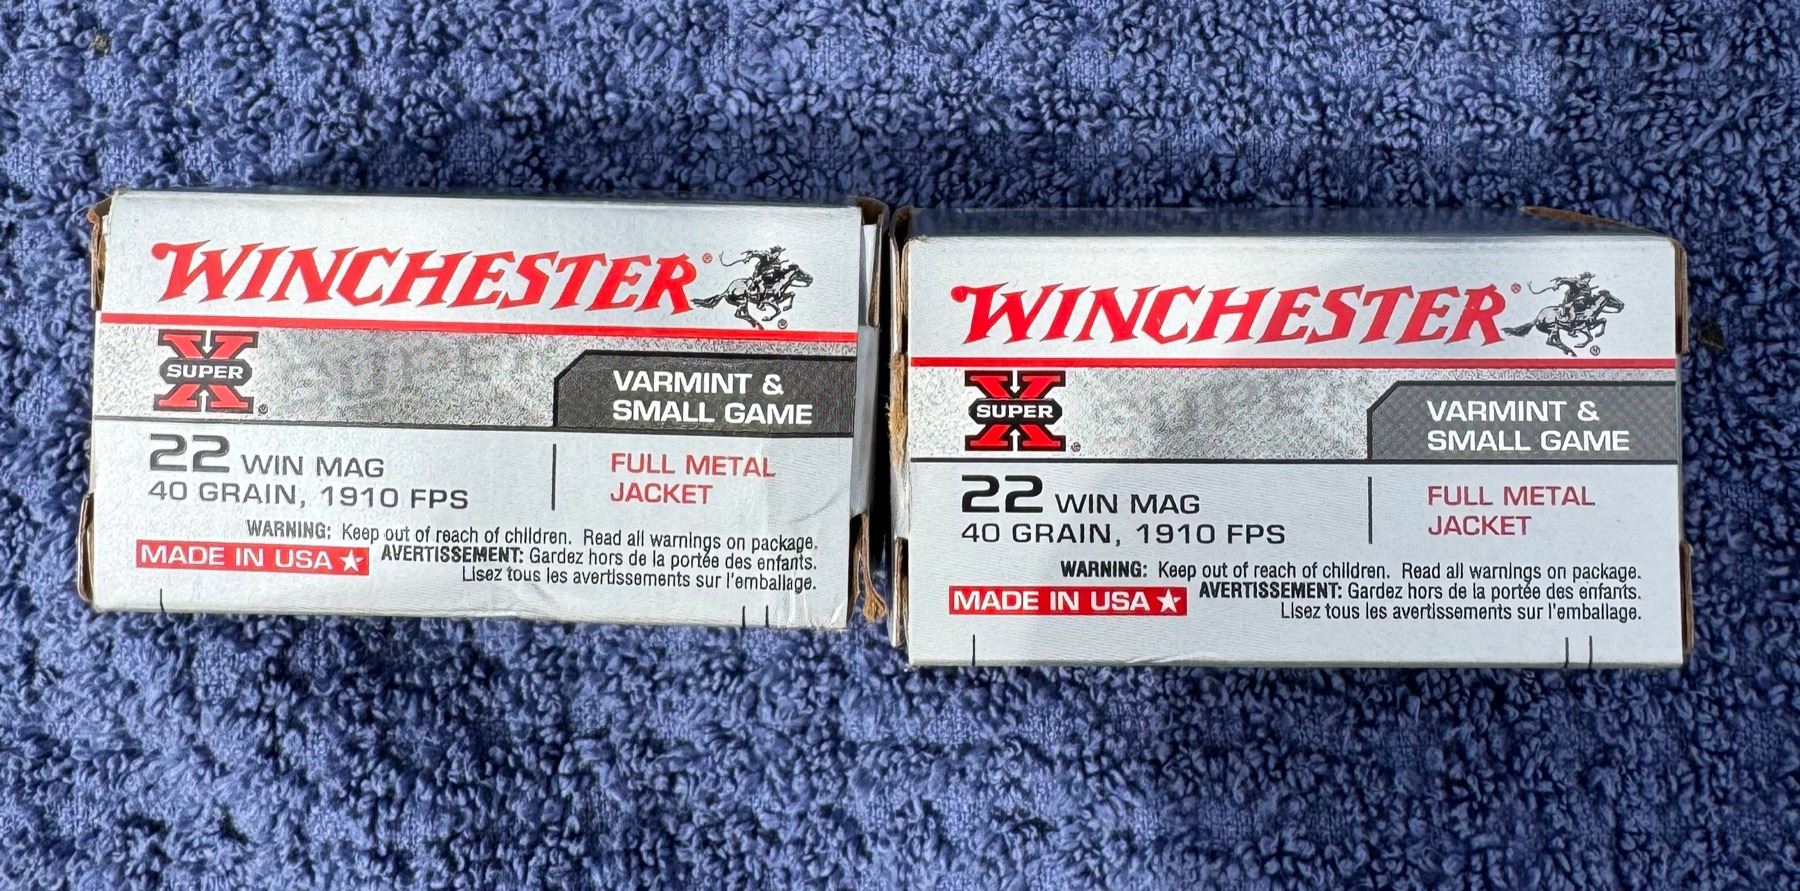 WINCHESTER®
X
SUPER
®
VARMINT &
SMALL GAME
22 WIN MAG
40 GRAIN, 1910 FPS
FULL METAL
JACKET
WARNING: Keep out of reach of children. Read all warnings on package.
MADE IN USA ★
AVERTISSEMENT: Gardez hors de la portée des enfants.
Lisez tous les avertissements sur l'emballage.
WINCHESTER®
X
SUPER
®
VARMINT &
SMALL GAME
22 WIN MAG
40 GRAIN, 1910 FPS
FULL METAL
JACKET
WARNING: Keep out of reach of children. Read all warnings on package.
MADE IN USA ★
AVERTISSEMENT: Gardez hors de la portée des enfants.
Lisez tous les avertissements sur l'emballage.